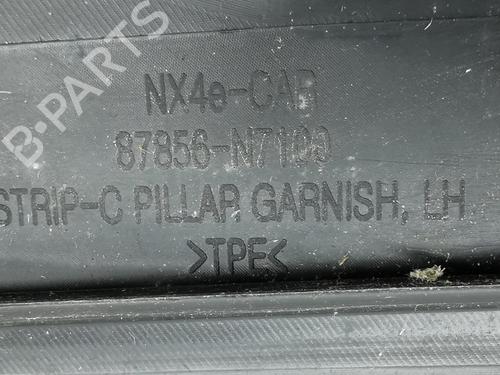 B-PARTS
NX4e-CAB
87856-N7100
STRIP-C PILLAR GARNISH, LH
>TPE<